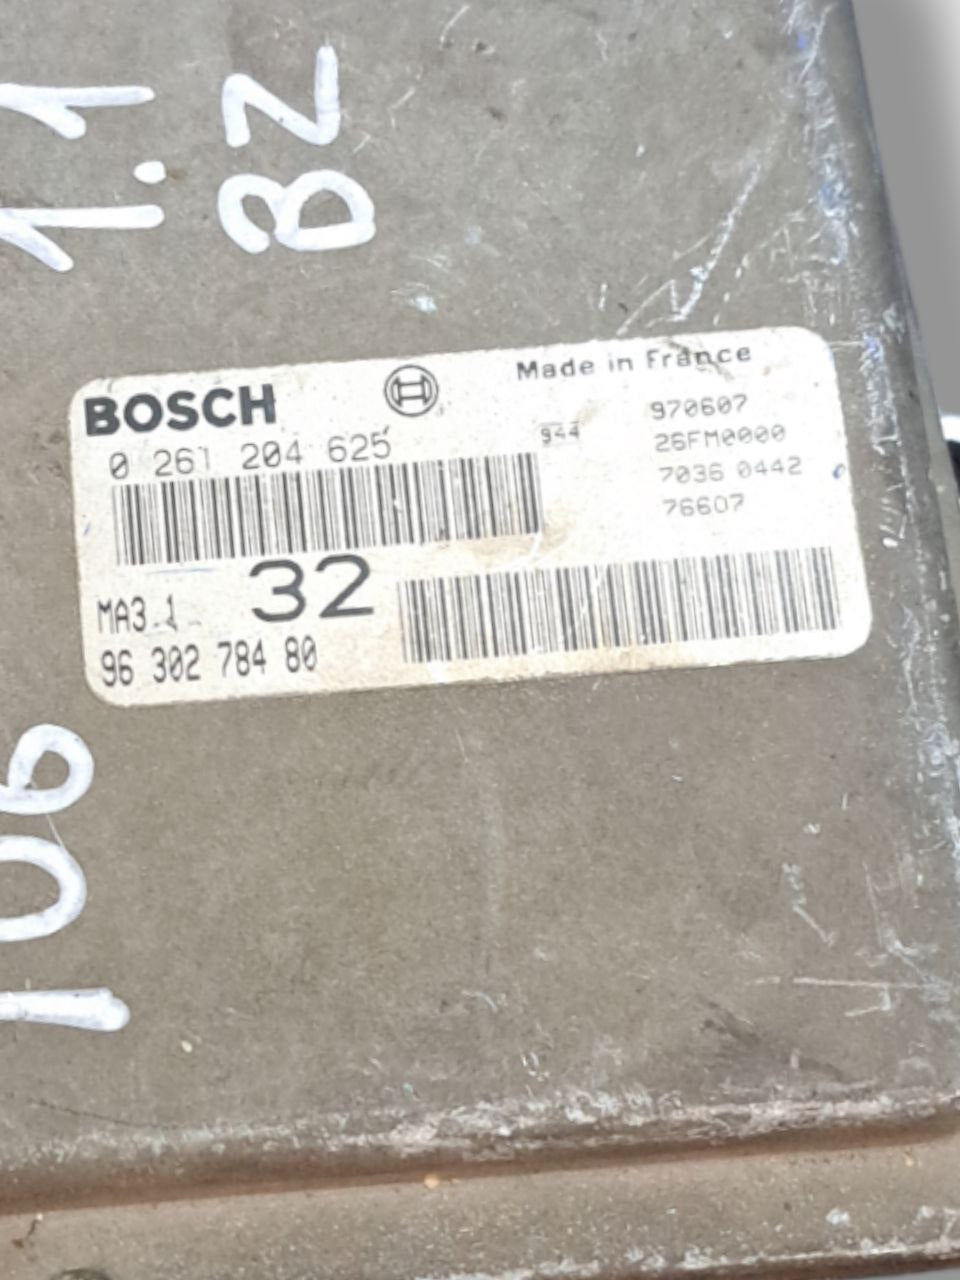 1.1
BZ
BOSCH
Made in France
0 261 204 625
944
970607
26FM0000
7036 0442
76607
MA3.1
32
96 302 784 80
106